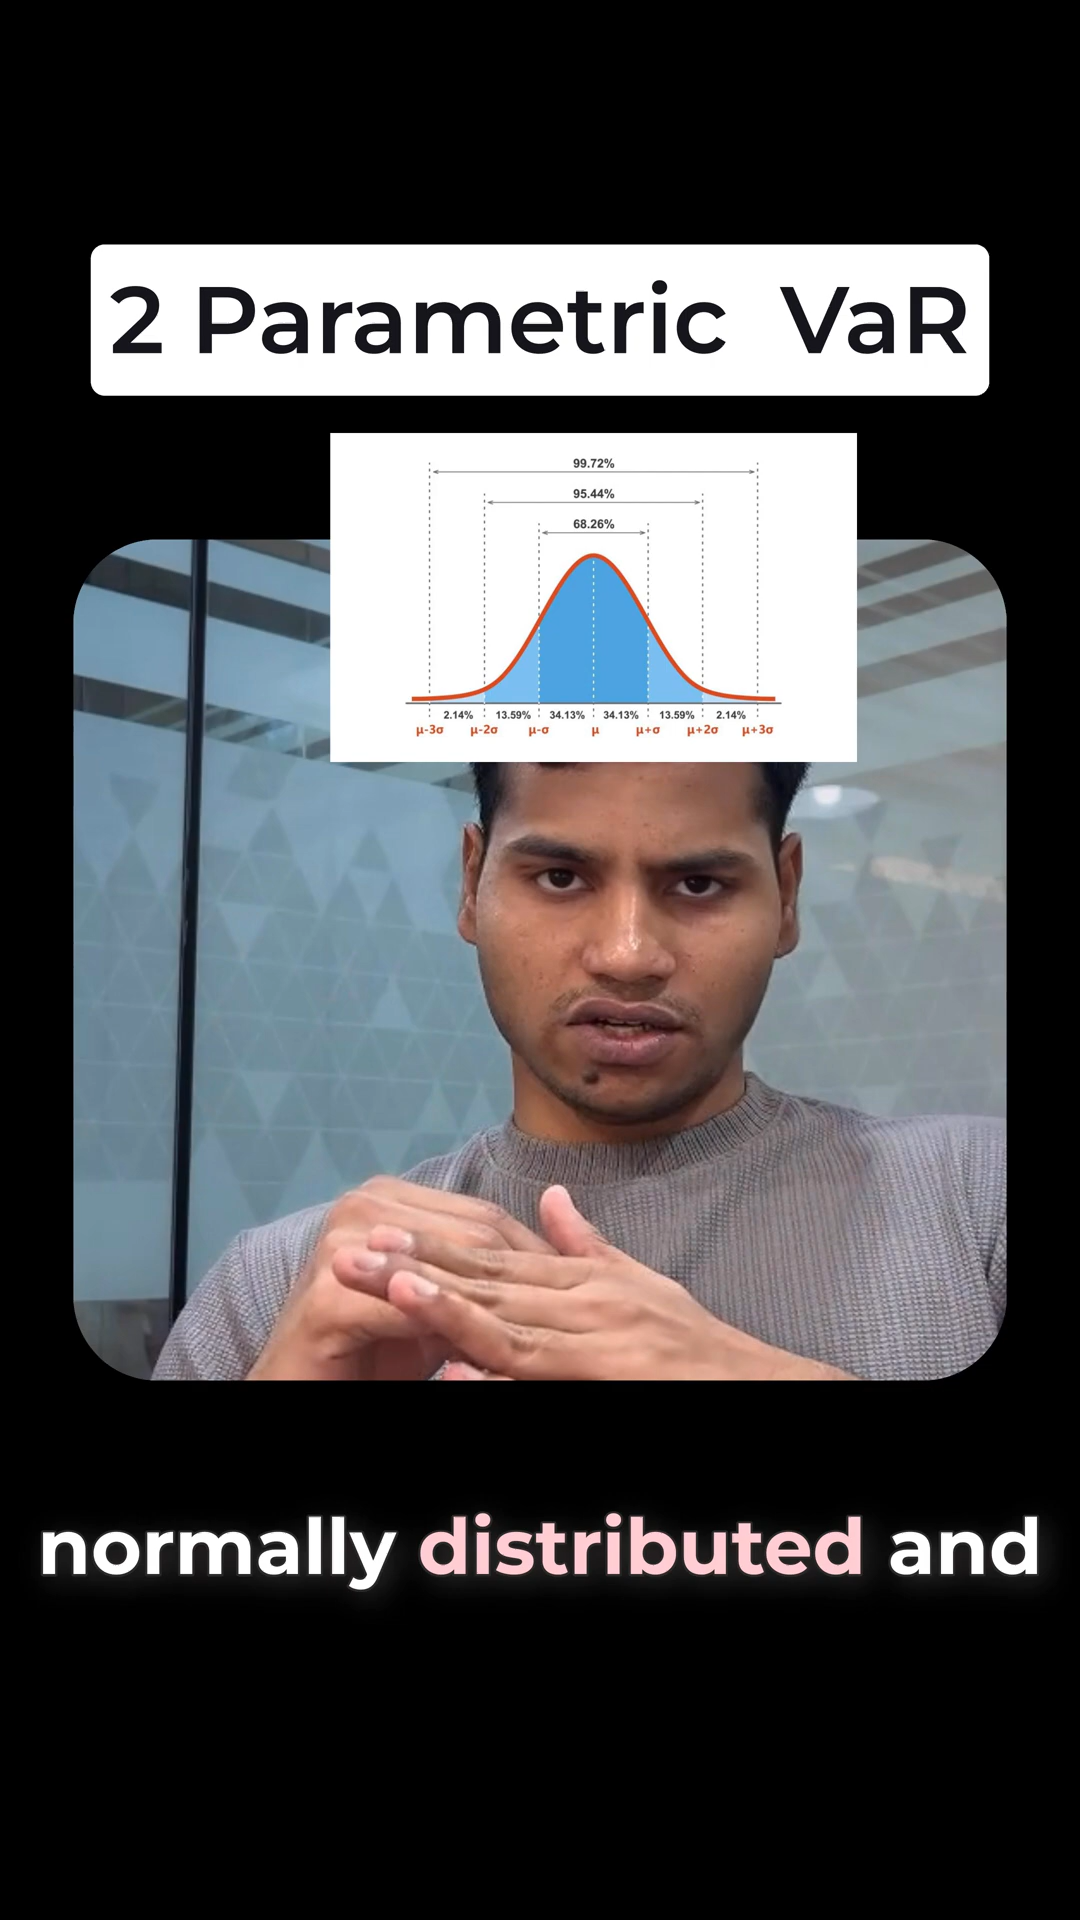 2 Parametric VaR
99.72%
95.44%
68.26%
2.14% 13.59% 34.13% 34.13% 13.59% 2.14%
μ-3σ μ-2σ μ-σ μ μ+σ μ+2σ μ+3σ
normally distributed and